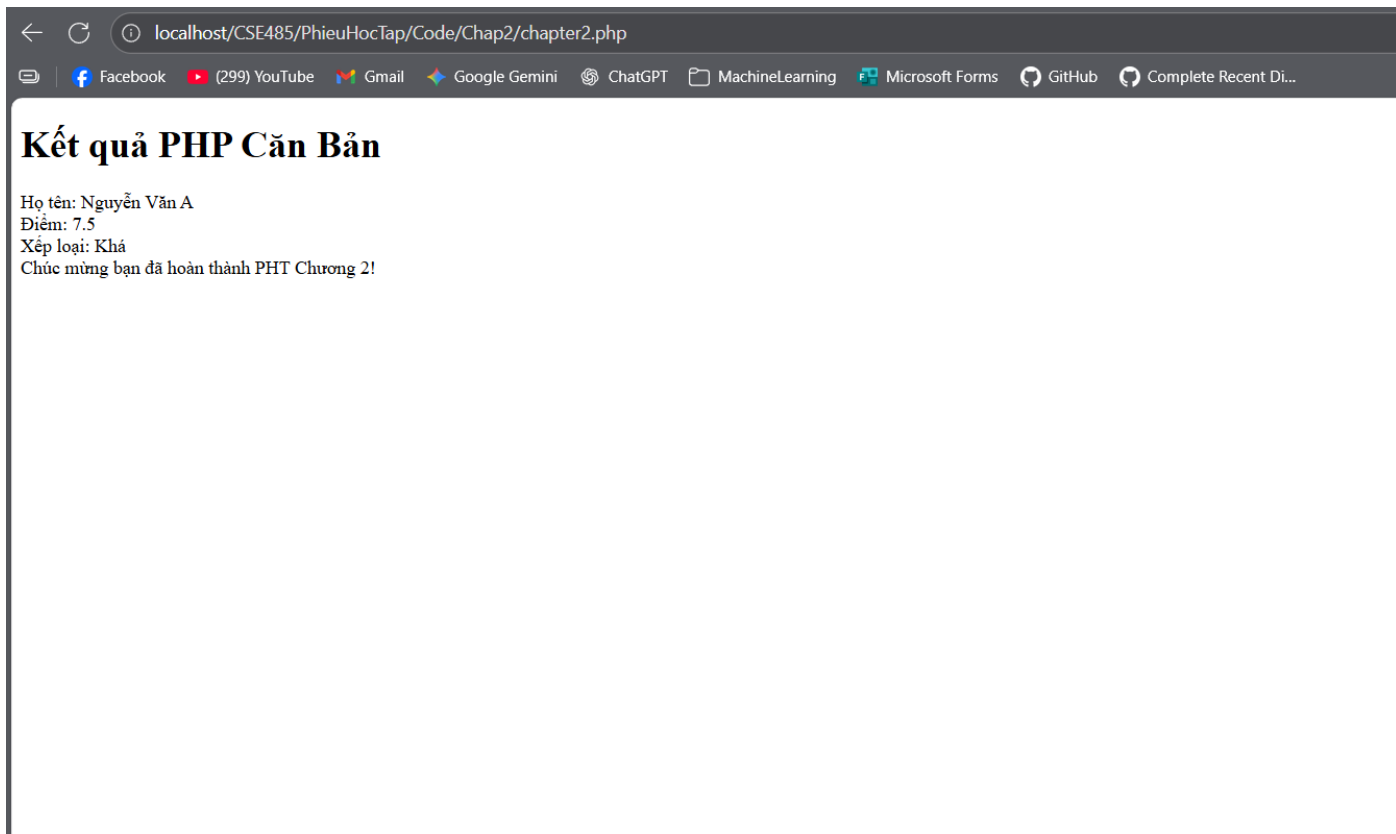 localhost/CSE485/PhieuHocTap/Code/Chap2/chapter2.php
Facebook (299) YouTube Gmail Google Gemini ChatGPT MachineLearning Microsoft Forms GitHub Complete Recent Di...
Kết quả PHP Căn Bản
Họ tên: Nguyễn Văn A
Điểm: 7.5
Xếp loại: Khá
Chúc mừng bạn đã hoàn thành PHT Chương 2!